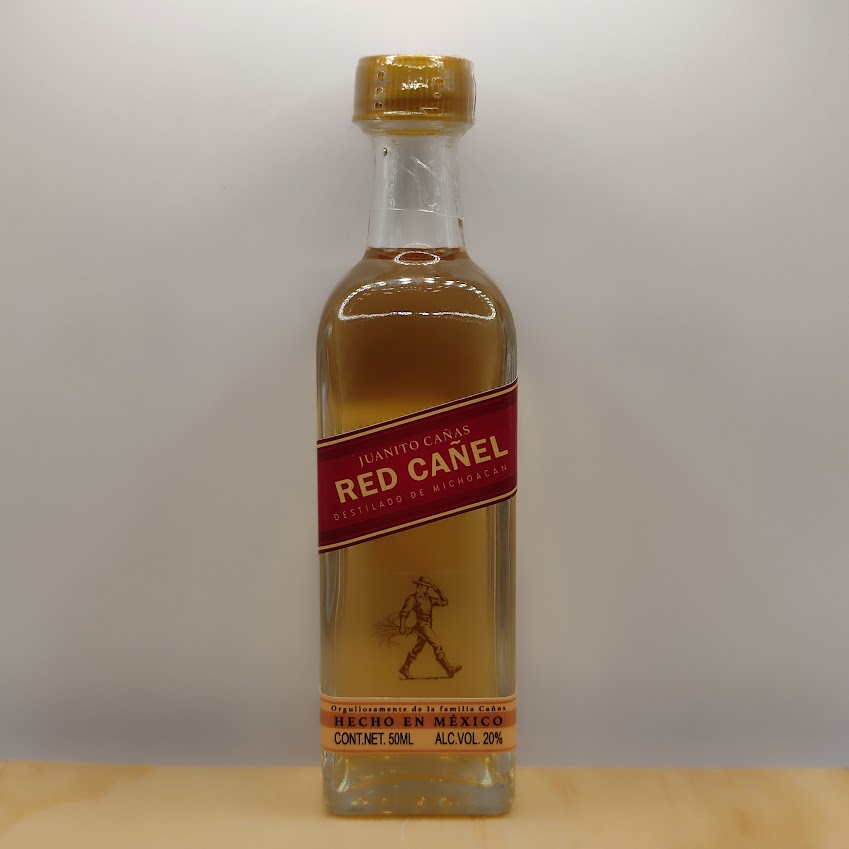 JUANITO CAÑAS
RED CAÑEL
DESTILADO DE MICHOACAN
Orgullosamente de la familia Cañas
HECHO EN MÉXICO
CONT.NET. 50ML ALC.VOL. 20%